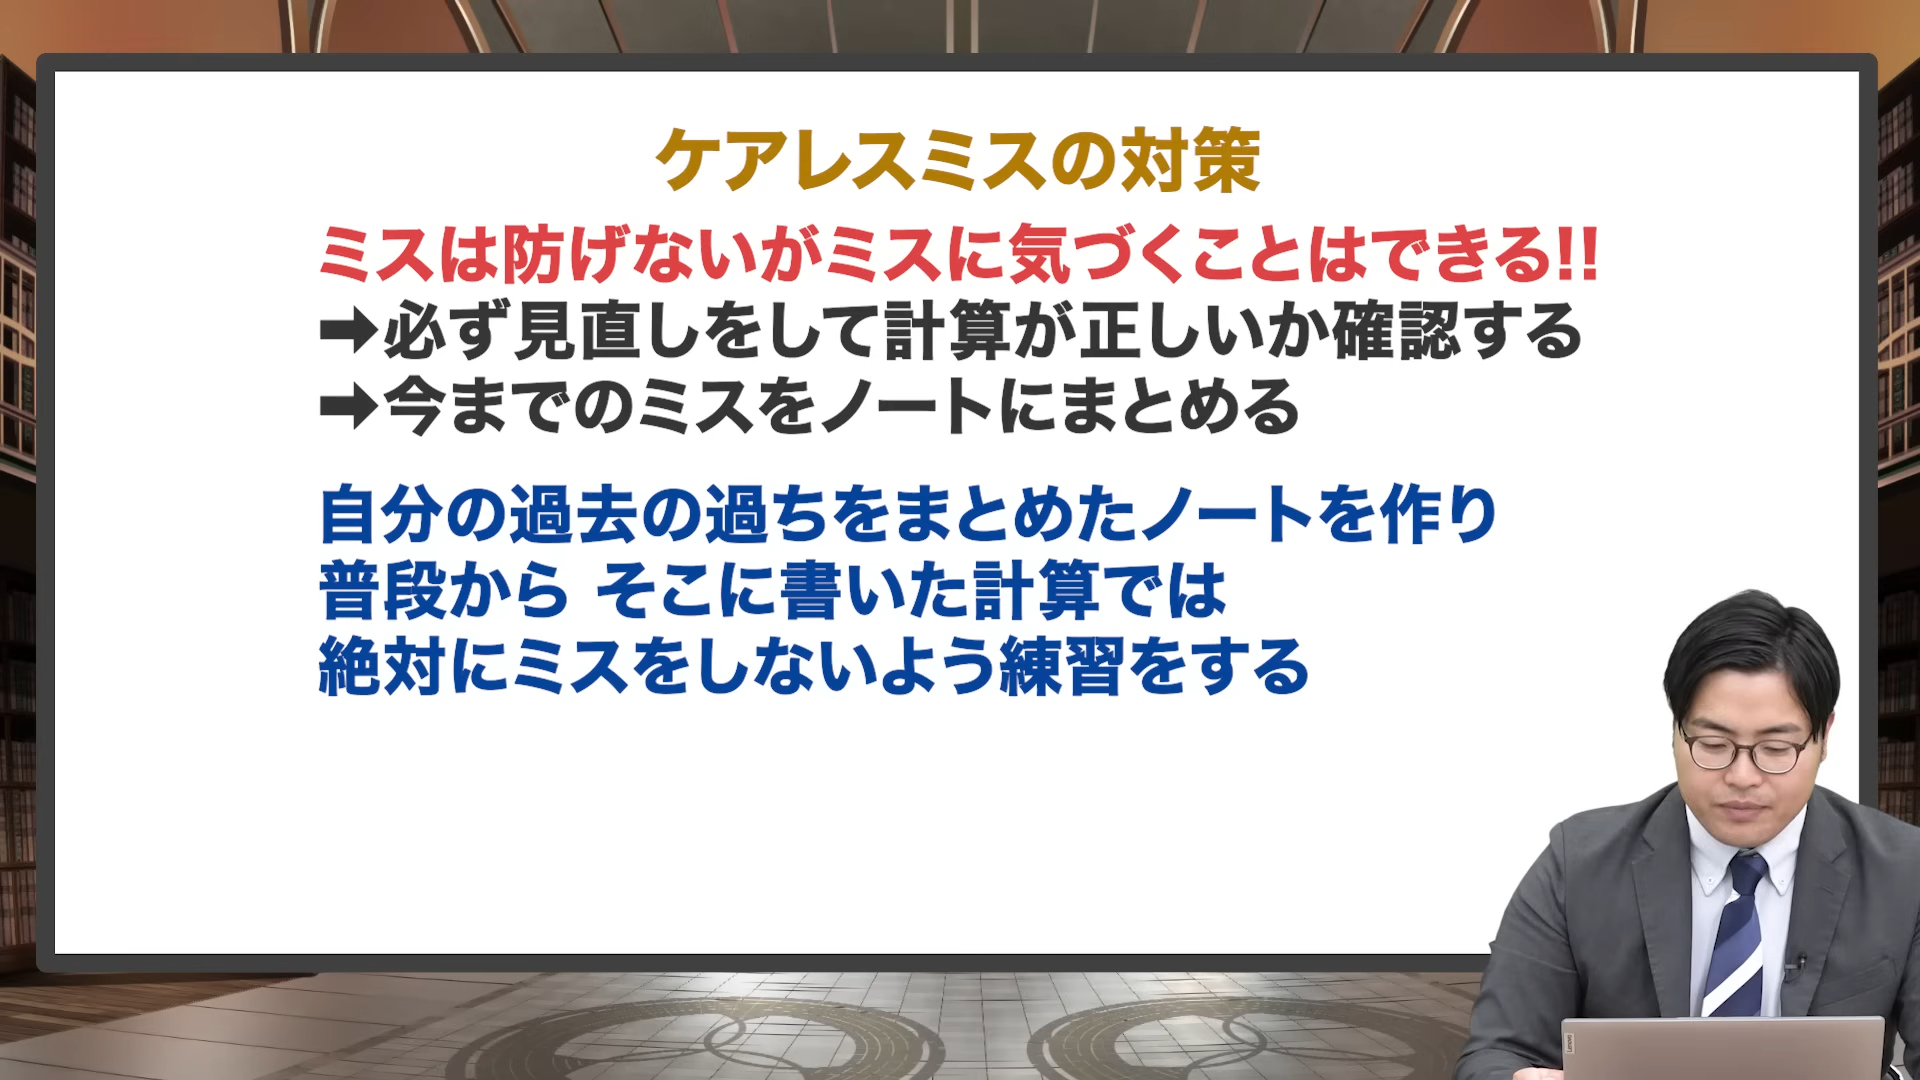 ケアレスミスの対策
ミスは防げないがミスに気づくことはできる!!
➡必ず見直しをして計算が正しいか確認する
➡今までのミスをノートにまとめる
自分の過去の過ちをまとめたノートを作り
普段から そこに書いた計算では
絶対にミスをしないよう練習をする
Lenovo